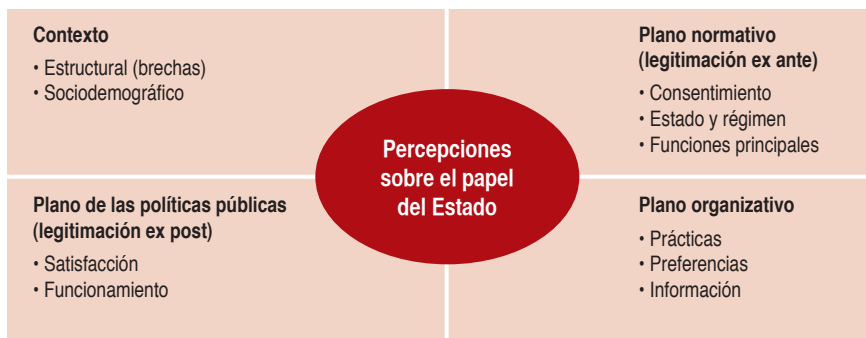 Contexto
• Estructural (brechas)
• Sociodemográfico
Plano normativo
(legitimación ex ante)
• Consentimiento
• Estado y régimen
• Funciones principales
Percepciones
sobre el papel
del Estado
Plano de las políticas públicas
(legitimación ex post)
• Satisfacción
• Funcionamiento
Plano organizativo
• Prácticas
• Preferencias
• Información